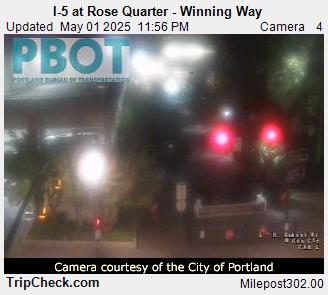 I-5 at Rose Quarter - Winning Way
Updated May 01 2025 11:56 PM Camera 4
PBOT
PORTLAND BUREAU OF TRANSPORTATION
Camera courtesy of the City of Portland
TripCheck.com Milepost302.00